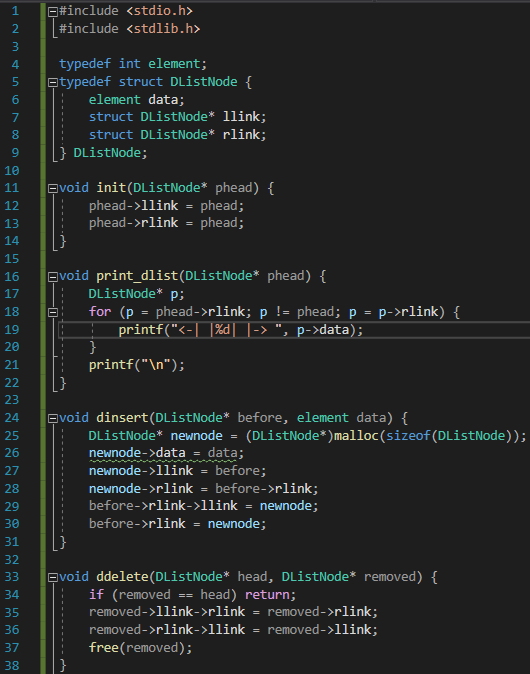 1 #include <stdio.h>
2 #include <stdlib.h>
3
4 typedef int element;
5 typedef struct DListNode {
6     element data;
7     struct DListNode* llink;
8     struct DListNode* rlink;
9 } DListNode;
10
11 void init(DListNode* phead) {
12     phead->llink = phead;
13     phead->rlink = phead;
14 }
15
16 void print_dlist(DListNode* phead) {
17     DListNode* p;
18     for (p = phead->rlink; p != phead; p = p->rlink) {
19         printf("<-| |%d| |-> ", p->data);
20     }
21     printf("\n");
22 }
23
24 void dinsert(DListNode* before, element data) {
25     DListNode* newnode = (DListNode*)malloc(sizeof(DListNode));
26     newnode->data = data;
27     newnode->llink = before;
28     newnode->rlink = before->rlink;
29     before->rlink->llink = newnode;
30     before->rlink = newnode;
31 }
32
33 void ddelete(DListNode* head, DListNode* removed) {
34     if (removed == head) return;
35     removed->llink->rlink = removed->rlink;
36     removed->rlink->llink = removed->llink;
37     free(removed);
38 }